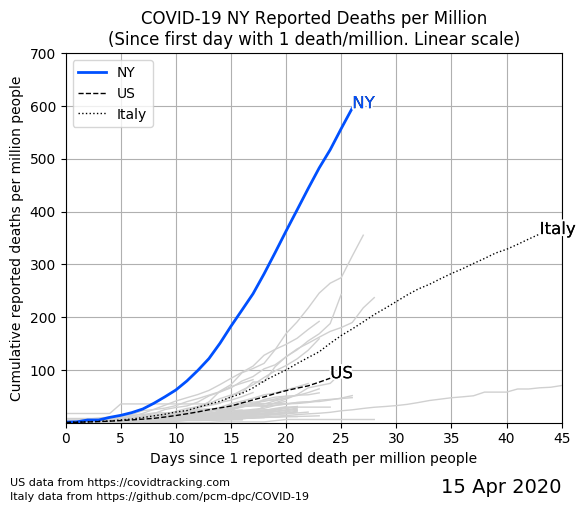 COVID-19 NY Reported Deaths per Million
(Since first day with 1 death/million. Linear scale)
Cumulative reported deaths per million people
700
600
500
400
300
200
100
NY
US
Italy
NY
Italy
US
0 5 10 15 20 25 30 35 40 45
Days since 1 reported death per million people
US data from https://covidtracking.com
Italy data from https://github.com/pcm-dpc/COVID-19
15 Apr 2020